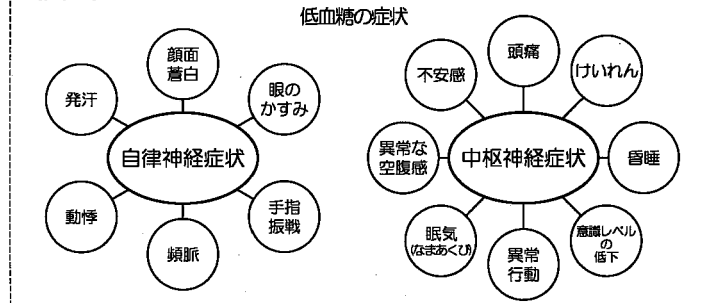 低血糖の症状
顔面
蒼白
発汗
眼の
かすみ
自律神経症状
動悸
手指
振戦
頻脈
頭痛
不安感
けいれん
異常な
空腹感
中枢神経症状
昏睡
眠気
(なまあくび)
異常
行動
意識レベル
の
低下